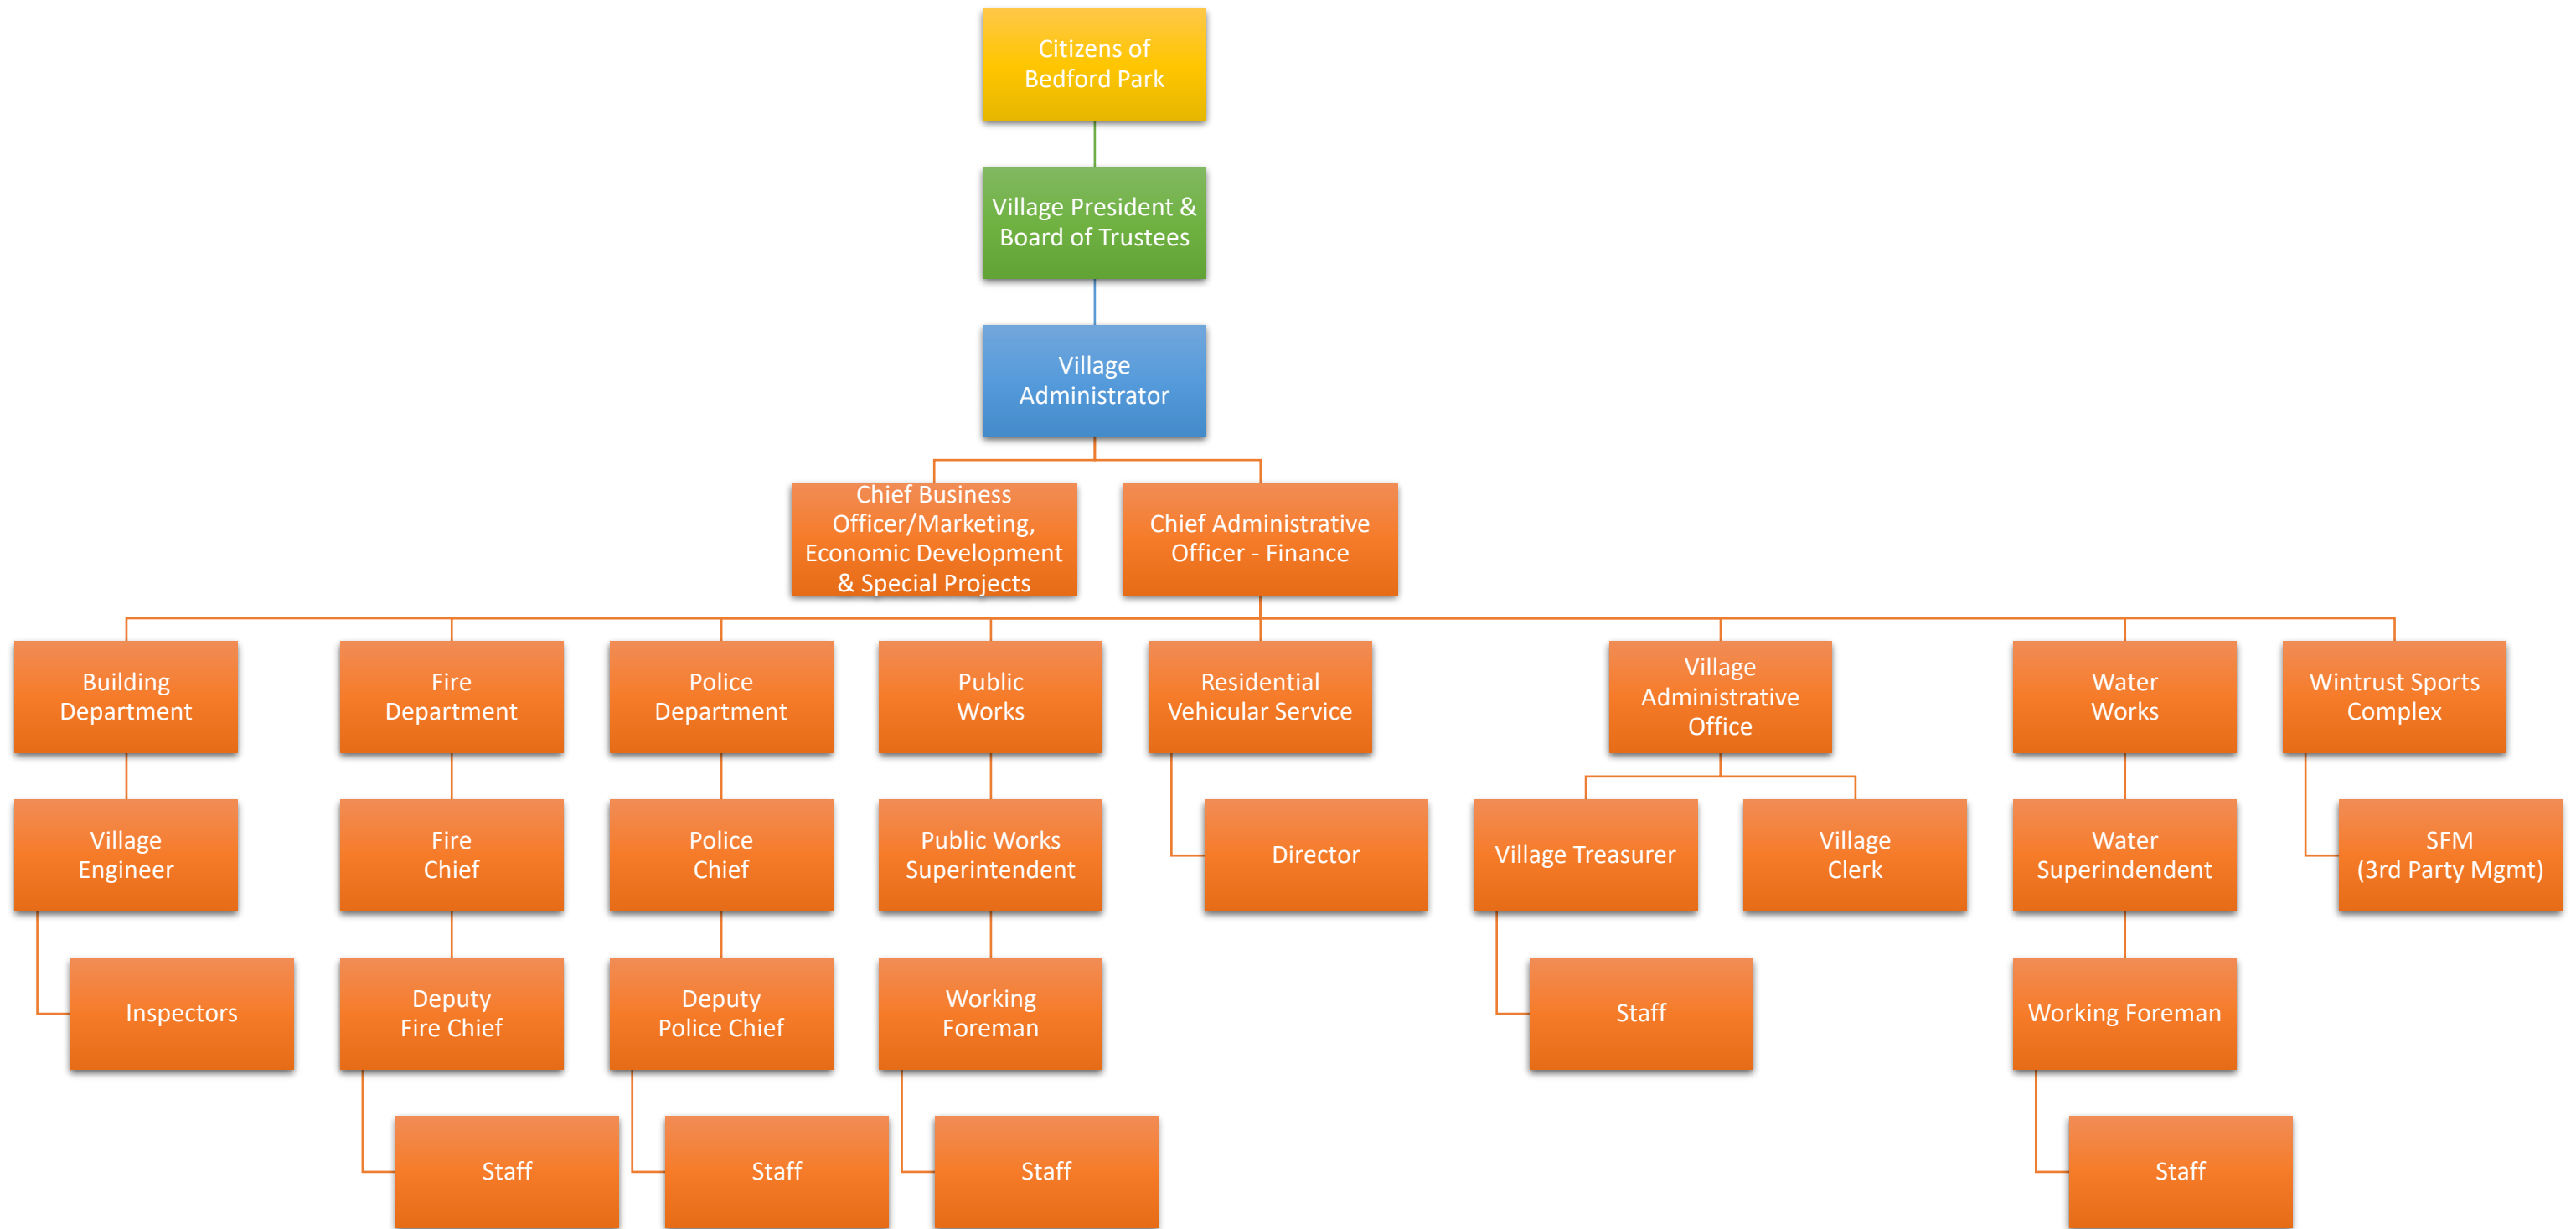 Citizens of
Bedford Park
Village President &
Board of Trustees
Village
Administrator
Chief Business
Officer/Marketing,
Economic Development
& Special Projects
Chief Administrative
Officer - Finance
Building
Department
Fire
Department
Police
Department
Public
Works
Residential
Vehicular Service
Village
Administrative
Office
Water
Works
Wintrust Sports
Complex
Village
Engineer
Fire
Chief
Police
Chief
Public Works
Superintendent
Director
Village Treasurer
Village
Clerk
Water
Superindendent
SFM
(3rd Party Mgmt)
Inspectors
Deputy
Fire Chief
Deputy
Police Chief
Working
Foreman
Staff
Working Foreman
Staff
Staff
Staff
Staff